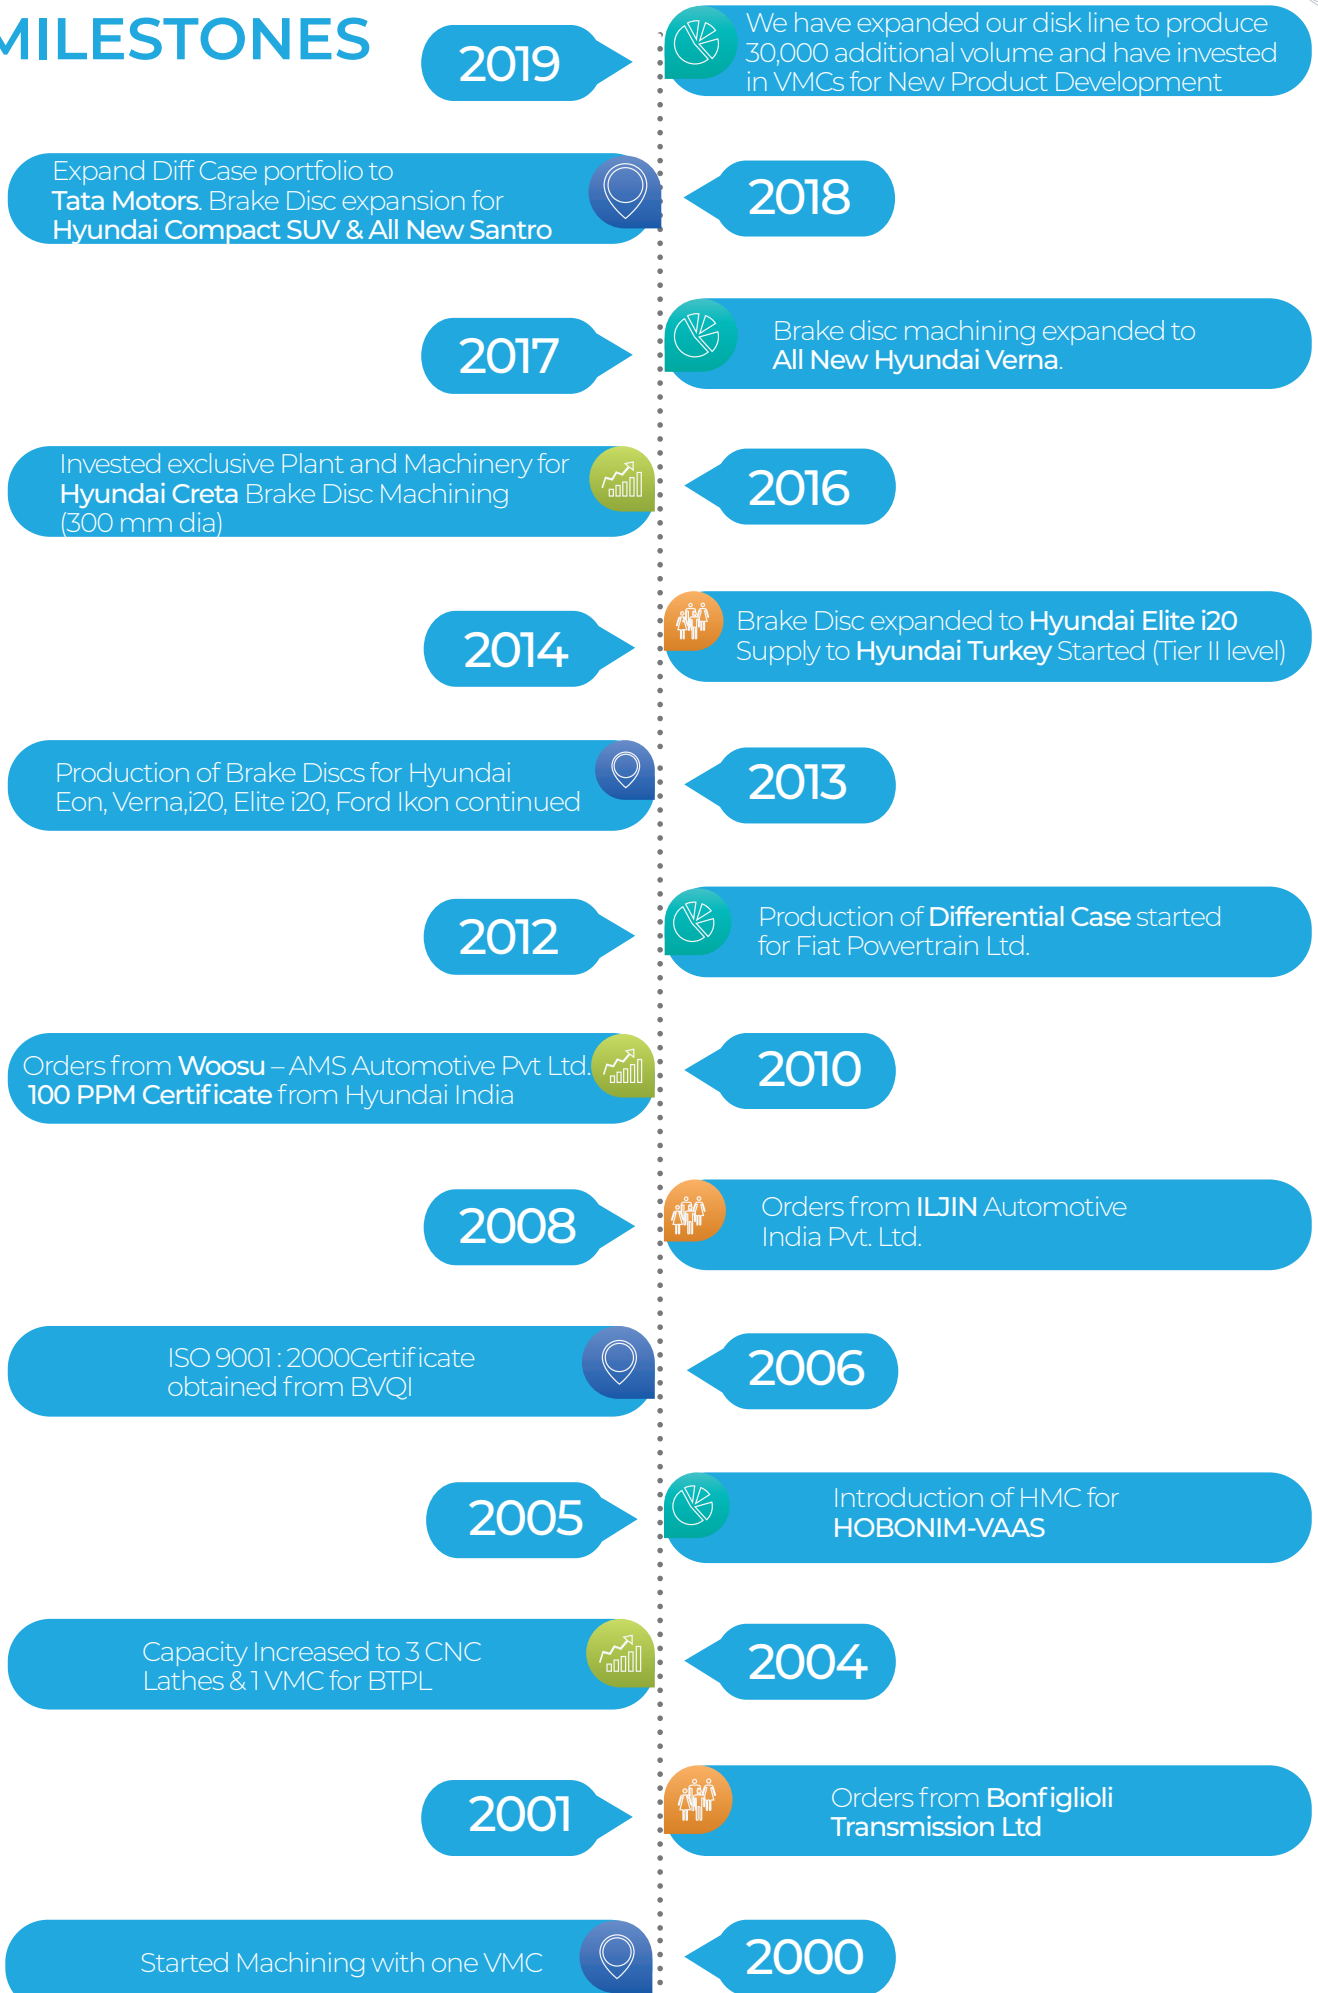 MILESTONES
2019
We have expanded our disk line to produce
30,000 additional volume and have invested
in VMCs for New Product Development
Expand Diff Case portfolio to
Tata Motors. Brake Disc expansion for
Hyundai Compact SUV & All New Santro
2018
2017
Brake disc machining expanded to
All New Hyundai Verna.
Invested exclusive Plant and Machinery for
Hyundai Creta Brake Disc Machining
(300 mm dia)
2016
2014
Brake Disc expanded to Hyundai Elite i20
Supply to Hyundai Turkey Started (Tier II level)
Production of Brake Discs for Hyundai
Eon, Verna,i20, Elite i20, Ford Ikon continued
2013
2012
Production of Differential Case started
for Fiat Powertrain Ltd.
Orders from Woosu – AMS Automotive Pvt Ltd.
100 PPM Certificate from Hyundai India
2010
2008
Orders from ILJIN Automotive
India Pvt. Ltd.
ISO 9001 : 2000Certificate
obtained from BVQI
2006
2005
Introduction of HMC for
HOBONIM-VAAS
Capacity Increased to 3 CNC
Lathes & 1 VMC for BTPL
2004
2001
Orders from Bonfiglioli
Transmission Ltd
Started Machining with one VMC
2000